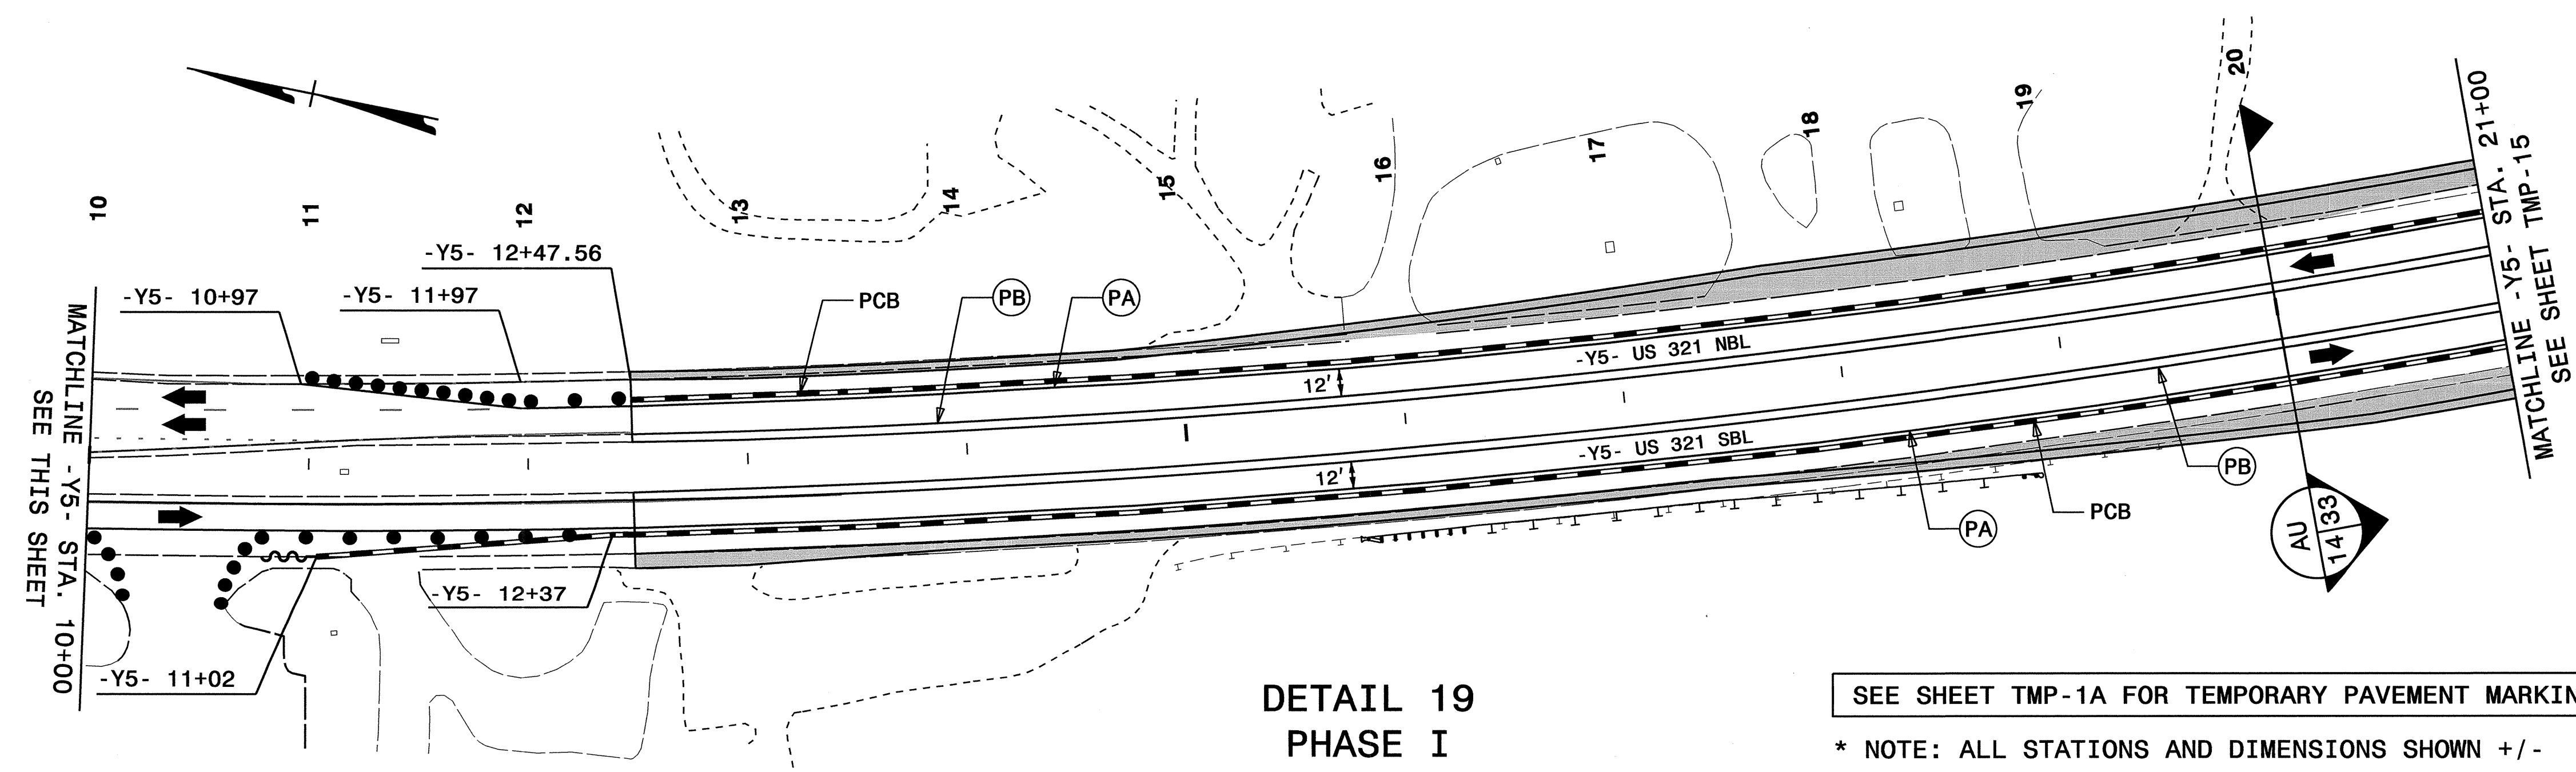 10
11
12
13
14
15
16
17
18
19
20
-Y5- 12+47.56
-Y5- 10+97
-Y5- 11+97
PCB
PB
PA
MATCHLINE -Y5- STA. 10+00
SEE THIS SHEET
MATCHLINE -Y5- STA. 21+00
SEE SHEET TMP-15
-Y5- US 321 NBL
12'
-Y5- US 321 SBL
12'
PB
PCB
PA
AU
14 33
-Y5- 12+37
-Y5- 11+02
DETAIL 19
PHASE I
SEE SHEET TMP-1A FOR TEMPORARY PAVEMENT MARKIN
* NOTE: ALL STATIONS AND DIMENSIONS SHOWN +/-